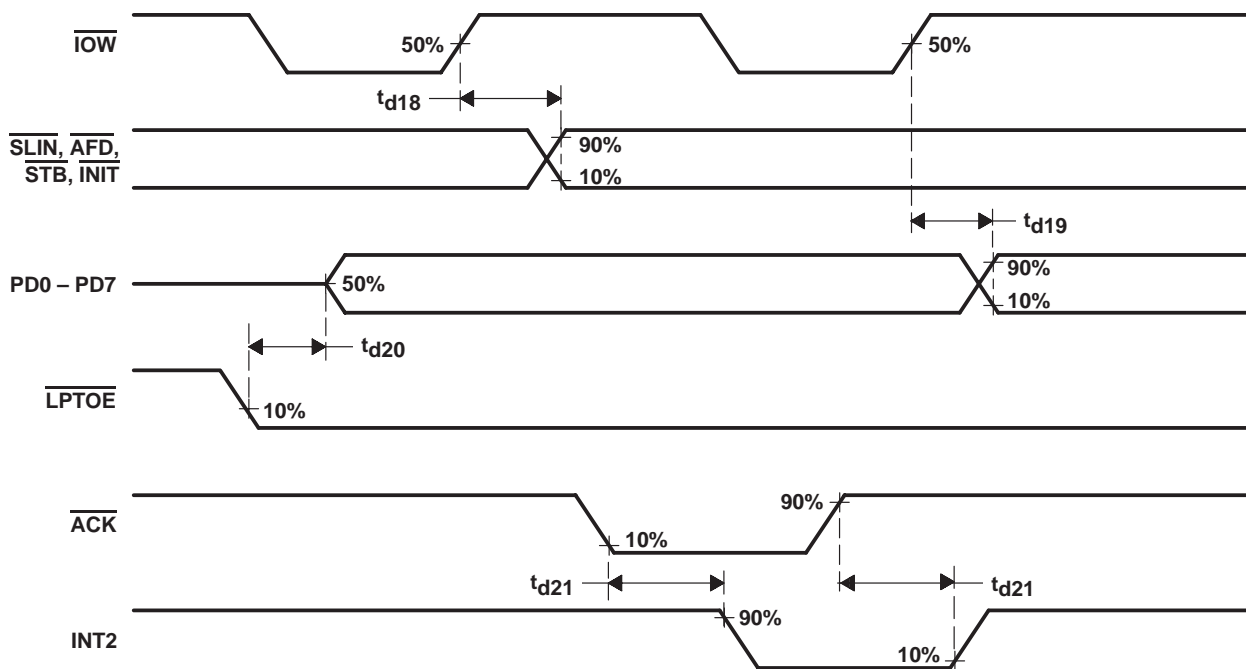 IOW
50%
50%
td18
SLIN, AFD,
STB, INIT
90%
10%
td19
PD0 – PD7
50%
90%
10%
td20
LPTOE
10%
ACK
90%
10%
td21
td21
INT2
90%
10%